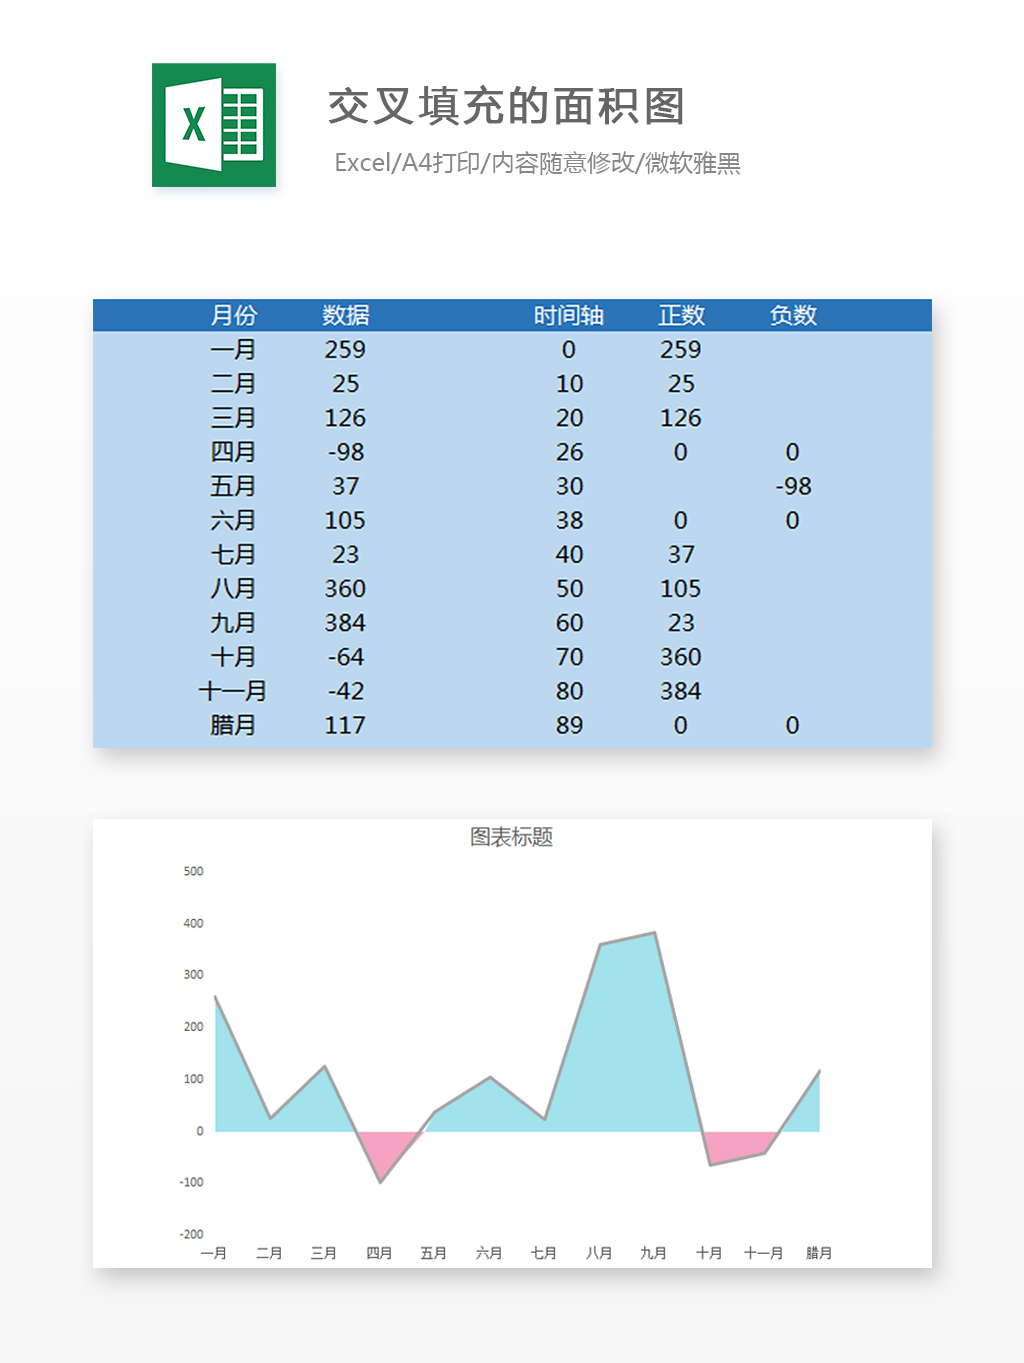 X
交叉填充的面积图
Excel/A4打印/内容随意修改/微软雅黑
月份 数据 时间轴 正数 负数
一月 259 0 259
二月 25 10 25
三月 126 20 126
四月 -98 26 0 0
五月 37 30 -98
六月 105 38 0 0
七月 23 40 37
八月 360 50 105
九月 384 60 23
十月 -64 70 360
十一月 -42 80 384
腊月 117 89 0 0
图表标题
500
400
300
200
100
0
-100
-200
一月 二月 三月 四月 五月 六月 七月 八月 九月 十月 十一月 腊月